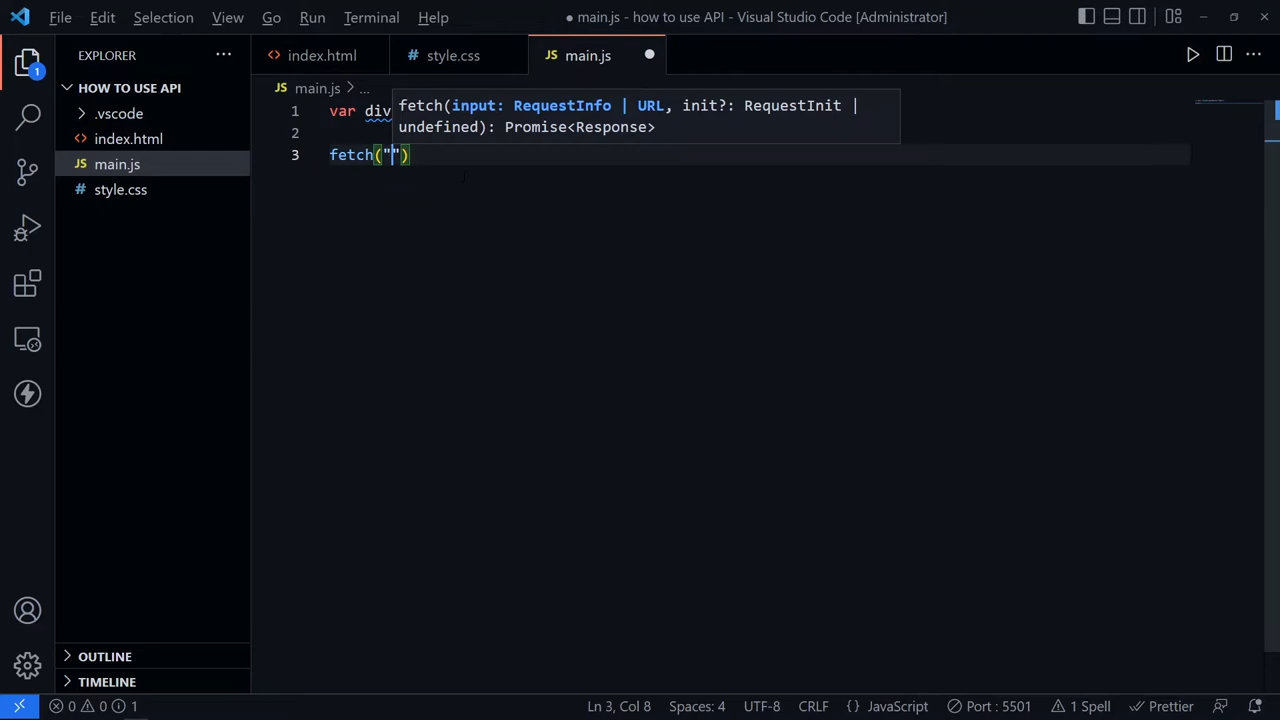 File Edit Selection View Go Run Terminal Help
● main.js - how to use API - Visual Studio Code [Administrator]
EXPLORER
index.html
# style.css
JS main.js
1
HOW TO USE API
JS main.js > ...
.vscode
index.html
JS main.js
# style.css
1 var div
fetch(input: RequestInfo | URL, init?: RequestInit |
undefined): Promise<Response>
2
3 fetch("")
OUTLINE
TIMELINE
0 0 1
Ln 3, Col 8 Spaces: 4 UTF-8 CRLF {} JavaScript Port : 5501 1 Spell Prettier